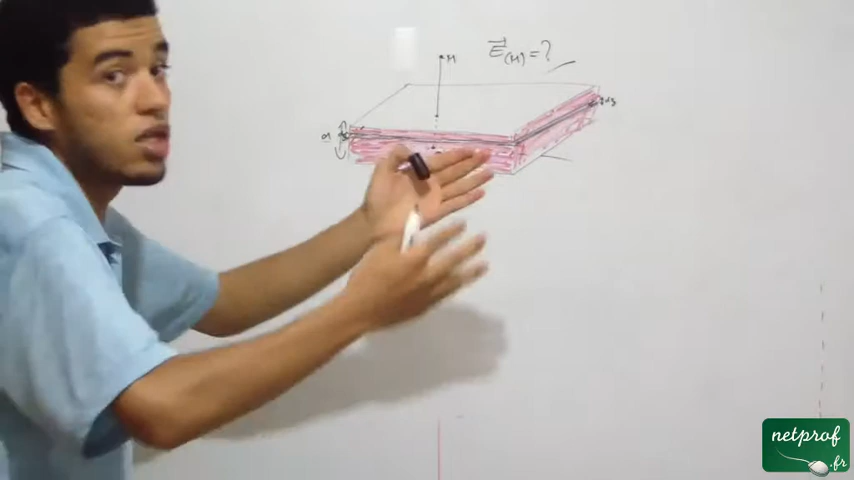 M
E⃗(M) = ?
netprof
.fr